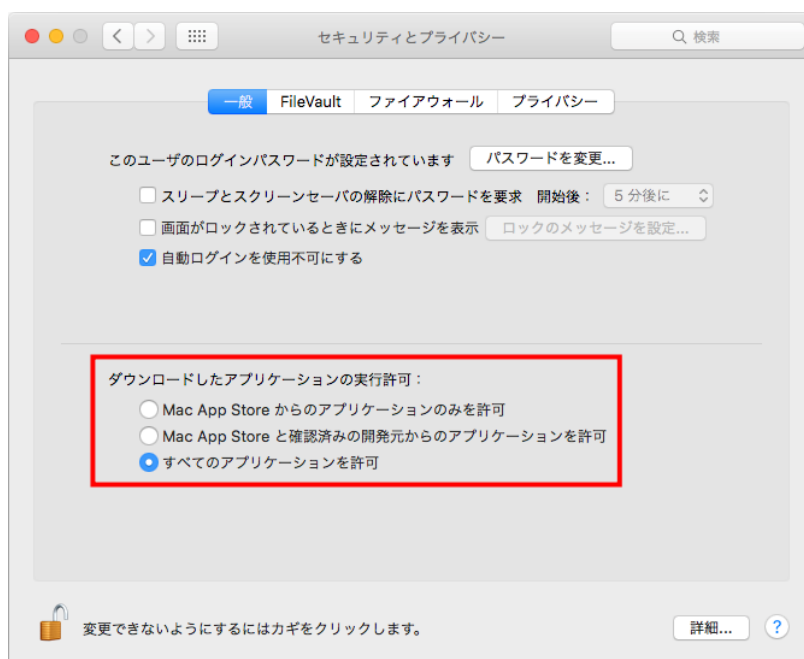 セキュリティとプライバシー
検索
一般 FileVault ファイアウォール プライバシー
このユーザのログインパスワードが設定されています パスワードを変更...
スリープとスクリーンセーバの解除にパスワードを要求 開始後： 5 分後に
画面がロックされているときにメッセージを表示 ロックのメッセージを設定...
自動ログインを使用不可にする
ダウンロードしたアプリケーションの実行許可：
Mac App Store からのアプリケーションのみを許可
Mac App Store と確認済みの開発元からのアプリケーションを許可
すべてのアプリケーションを許可
変更できないようにするにはカギをクリックします。 詳細... ?